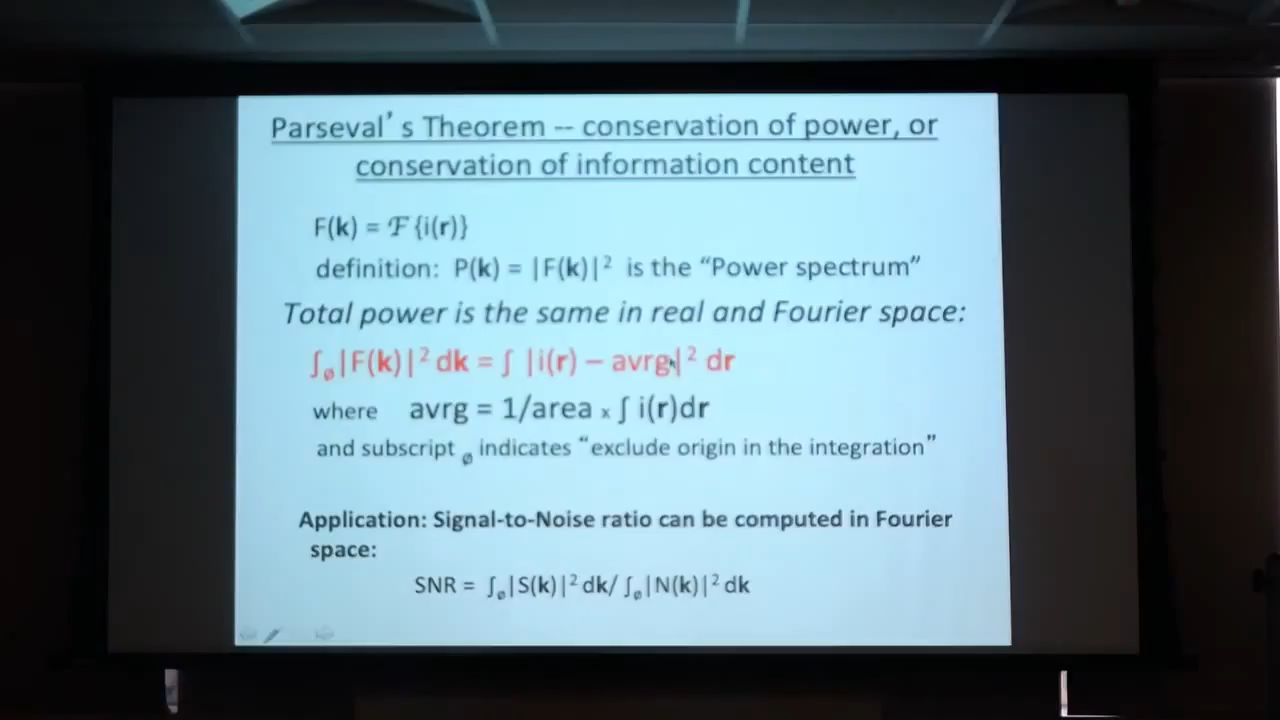 Parseval's Theorem -- conservation of power, or
conservation of information content
F(k) = ℱ {i(r)}
definition: P(k) = |F(k)|² is the “Power spectrum”
Total power is the same in real and Fourier space:
∫ø|F(k)|² dk = ∫ |i(r) – avrg|² dr
where avrg = 1/area x ∫ i(r)dr
and subscript ø indicates “exclude origin in the integration”
Application: Signal-to-Noise ratio can be computed in Fourier
space:
SNR = ∫ø|S(k)|² dk/ ∫ø|N(k)|² dk